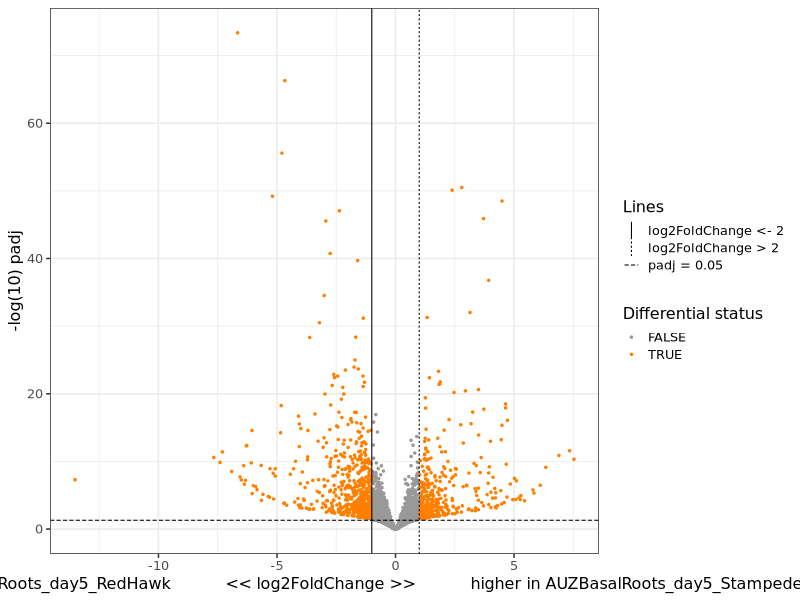 60
40
20
0
-log(10) padj
-10
-5
0
5
Roots_day5_RedHawk << log2FoldChange >> higher in AUZBasalRoots_day5_Stampede
Lines
log2FoldChange <- 2
log2FoldChange > 2
padj = 0.05
Differential status
FALSE
TRUE